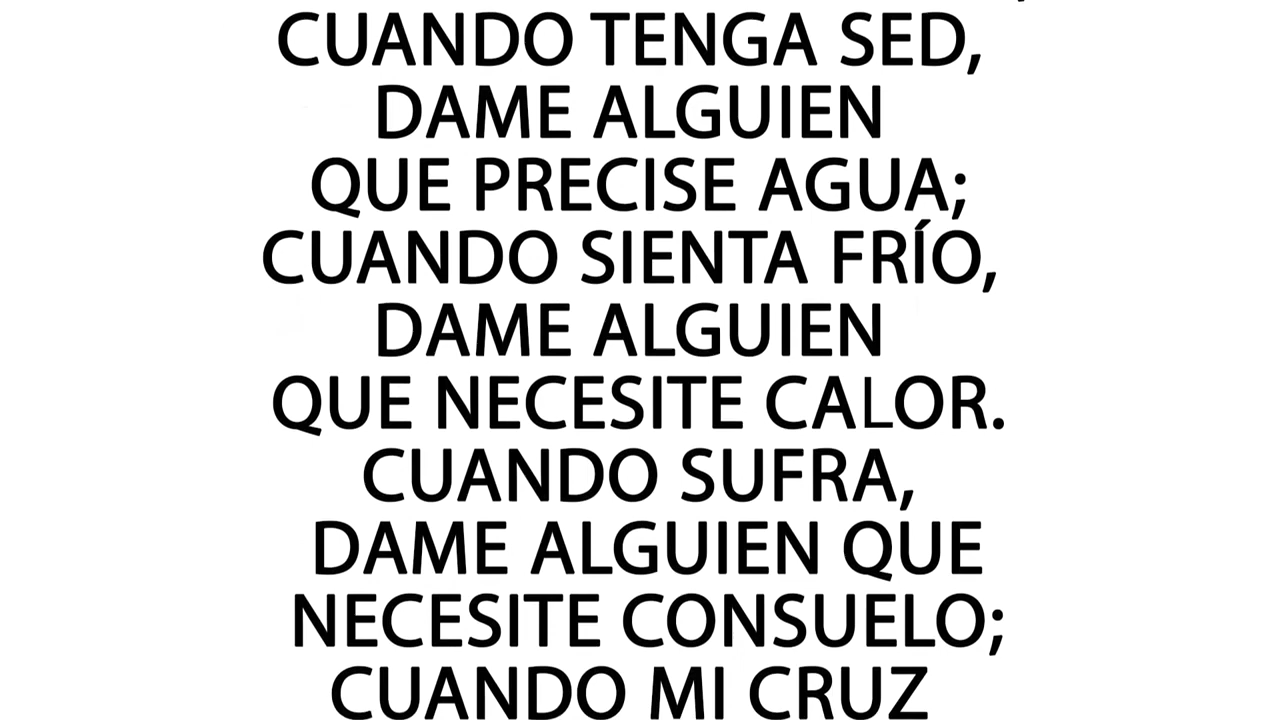 CUANDO TENGA SED,
DAME ALGUIEN
QUE PRECISE AGUA;
CUANDO SIENTA FRÍO,
DAME ALGUIEN
QUE NECESITE CALOR.
CUANDO SUFRA,
DAME ALGUIEN QUE
NECESITE CONSUELO;
CUANDO MI CRUZ